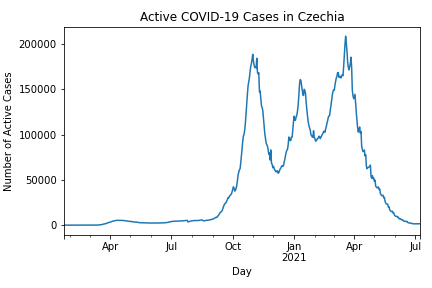 Active COVID-19 Cases in Czechia
Number of Active Cases
200000
150000
100000
50000
0
Apr
Jul
Oct
Jan
2021
Apr
Jul
Day